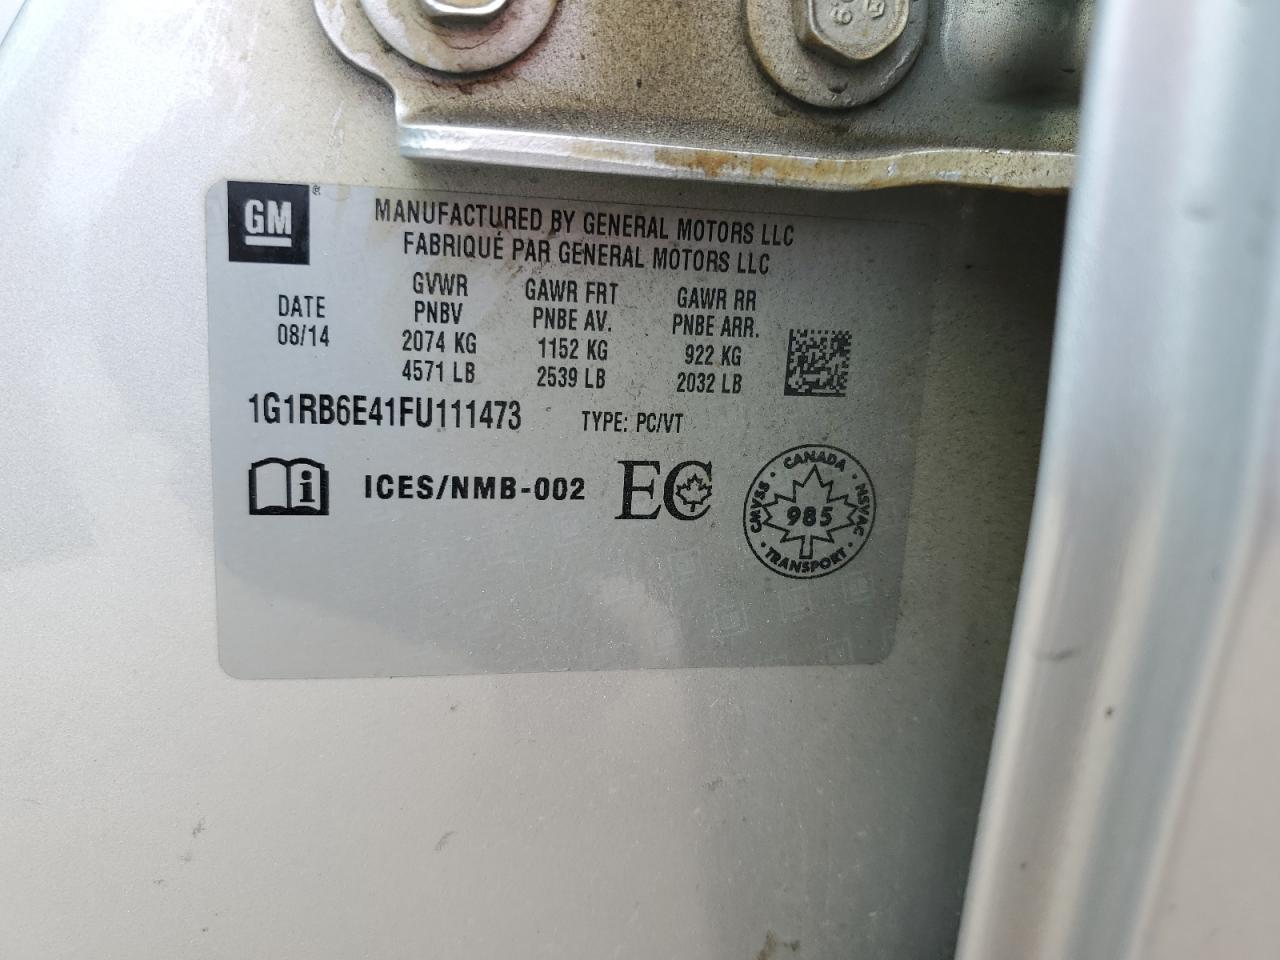 GM ®
MANUFACTURED BY GENERAL MOTORS LLC
FABRIQUÉ PAR GENERAL MOTORS LLC
DATE
08/14
GVWR
PNBV
2074 KG
4571 LB
GAWR FRT
PNBE AV.
1152 KG
2539 LB
GAWR RR
PNBE ARR.
922 KG
2032 LB
1G1RB6E41FU111473 TYPE: PC/VT
i ICES/NMB-002 EC
CANADA
CMVSS 985 NSVAC
TRANSPORT